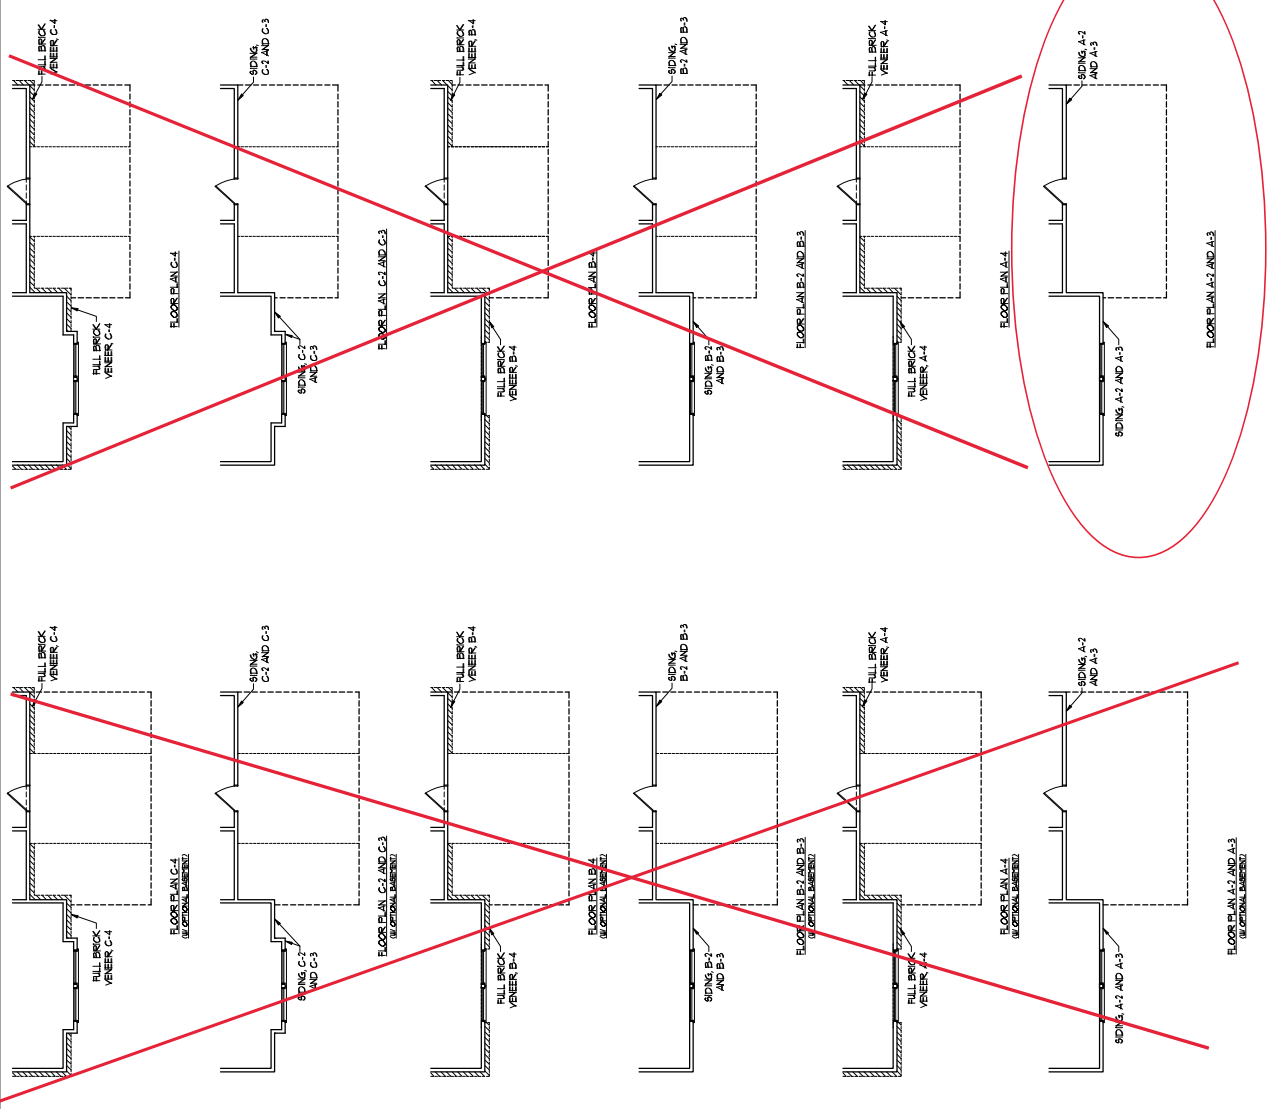 FULL BRICK
VENEER, C-4
SIDING,
C-2 AND C-3
FULL BRICK
VENEER, B-4
SIDING,
B-2 AND B-3
FULL BRICK
VENEER, A-4
SIDING, A-2
AND A-3
FULL BRICK
VENEER, C-4
FLOOR PLAN C-4
SIDING, C-2
AND C-3
FLOOR PLAN C-2 AND C-3
FULL BRICK
VENEER, B-4
FLOOR PLAN B-4
SIDING, B-2
AND B-3
FLOOR PLAN B-2 AND B-3
FULL BRICK
VENEER, A-4
FLOOR PLAN A-4
SIDING, A-2 AND A-3
FLOOR PLAN A-2 AND A-3
FULL BRICK
VENEER, C-4
SIDING,
C-2 AND C-3
FULL BRICK
VENEER, B-4
SIDING,
B-2 AND B-3
FULL BRICK
VENEER, A-4
SIDING, A-2
AND A-3
FULL BRICK
VENEER, C-4
FLOOR PLAN C-4
(W/ OPTIONAL BASEMENT)
SIDING, C-2
AND C-3
FLOOR PLAN C-2 AND C-3
(W/ OPTIONAL BASEMENT)
FULL BRICK
VENEER, B-4
FLOOR PLAN B-4
(W/ OPTIONAL BASEMENT)
SIDING, B-2
AND B-3
FLOOR PLAN B-2 AND B-3
(W/ OPTIONAL BASEMENT)
FULL BRICK
VENEER, A-4
FLOOR PLAN A-4
(W/ OPTIONAL BASEMENT)
SIDING, A-2 AND A-3
FLOOR PLAN A-2 AND A-3
(W/ OPTIONAL BASEMENT)